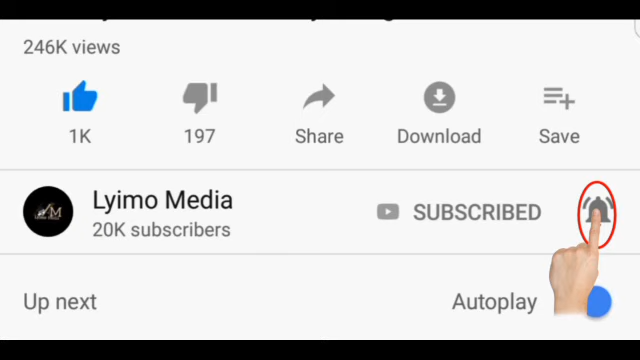 246K views
1K
197
Share
Download
Save
Lyimo Media
SUBSCRIBED
20K subscribers
Up next
Autoplay